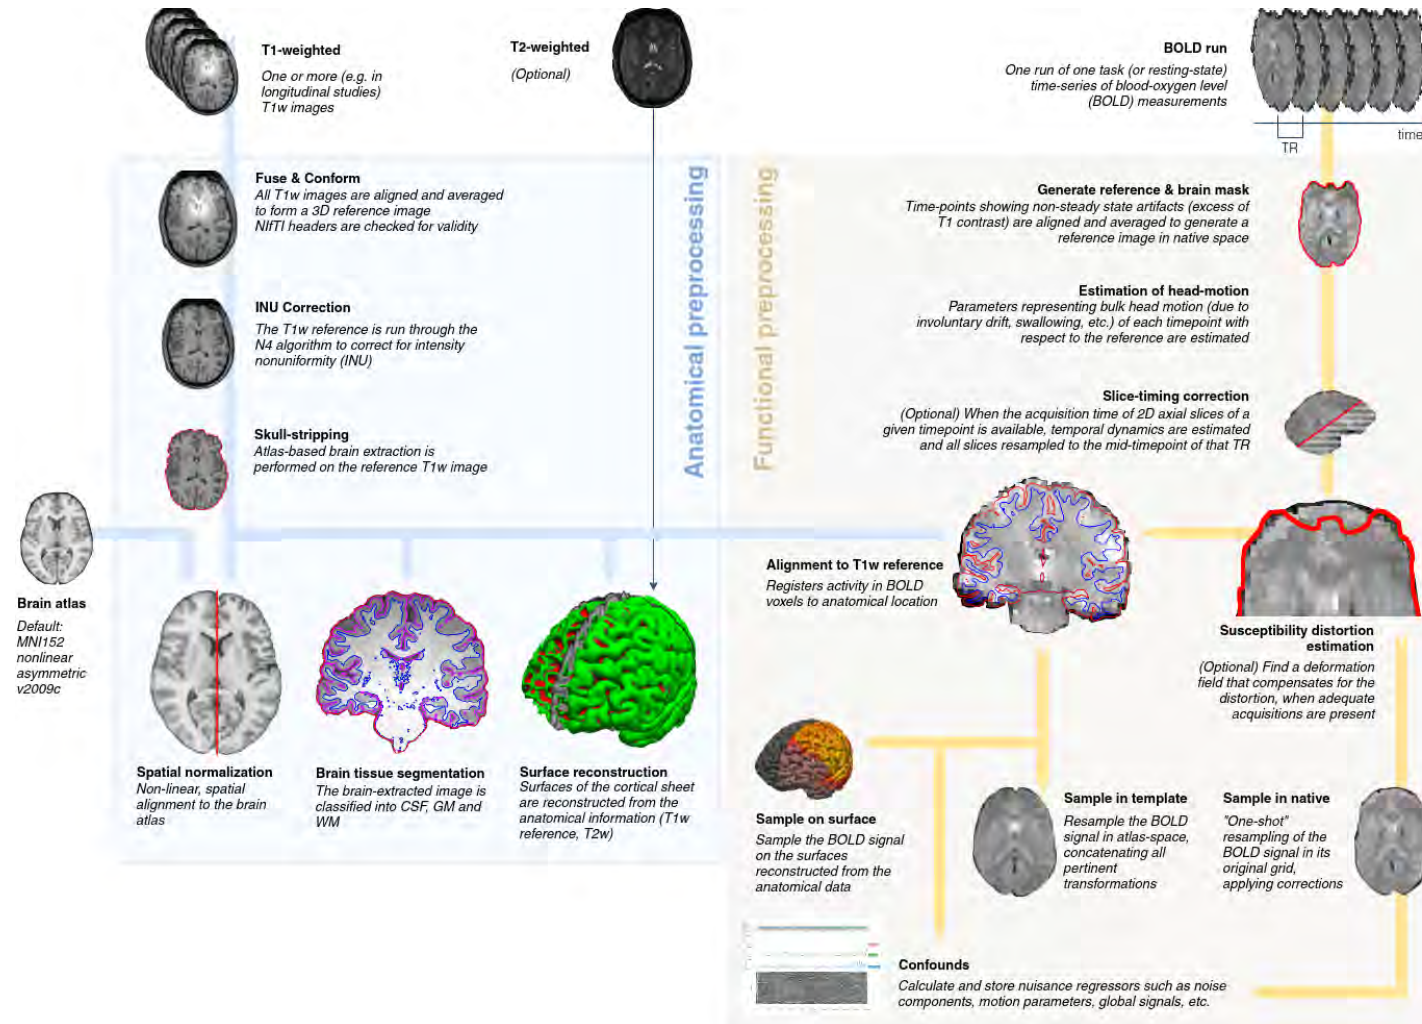 T1-weighted
One or more (e.g. in
longitudinal studies)
T1w images
T2-weighted
(Optional)
BOLD run
One run of one task (or resting-state)
time-series of blood-oxygen level
(BOLD) measurements
TR
time
Anatomical preprocessing
Functional preprocessing
Fuse & Conform
All T1w images are aligned and averaged
to form a 3D reference image
NIfTI headers are checked for validity
INU Correction
The T1w reference is run through the
N4 algorithm to correct for intensity
nonuniformity (INU)
Skull-stripping
Atlas-based brain extraction is
performed on the reference T1w image
Brain atlas
Default:
MNI152
nonlinear
asymmetric
v2009c
Spatial normalization
Non-linear, spatial
alignment to the brain
atlas
Brain tissue segmentation
The brain-extracted image is
classified into CSF, GM and
WM
Surface reconstruction
Surfaces of the cortical sheet
are reconstructed from the
anatomical information (T1w
reference, T2w)
Generate reference & brain mask
Time-points showing non-steady state artifacts (excess of
T1 contrast) are aligned and averaged to generate a
reference image in native space
Estimation of head-motion
Parameters representing bulk head motion (due to
involuntary drift, swallowing, etc.) of each timepoint with
respect to the reference are estimated
Slice-timing correction
(Optional) When the acquisition time of 2D axial slices of a
given timepoint is available, temporal dynamics are estimated
and all slices resampled to the mid-timepoint of that TR
Alignment to T1w reference
Registers activity in BOLD
voxels to anatomical location
Susceptibility distortion
estimation
(Optional) Find a deformation
field that compensates for the
distortion, when adequate
acquisitions are present
Sample on surface
Sample the BOLD signal
on the surfaces
reconstructed from the
anatomical data
Sample in template
Resample the BOLD
signal in atlas-space,
concatenating all
pertinent
transformations
Sample in native
"One-shot"
resampling of the
BOLD signal in its
original grid,
applying corrections
Confounds
Calculate and store nuisance regressors such as noise
components, motion parameters, global signals, etc.